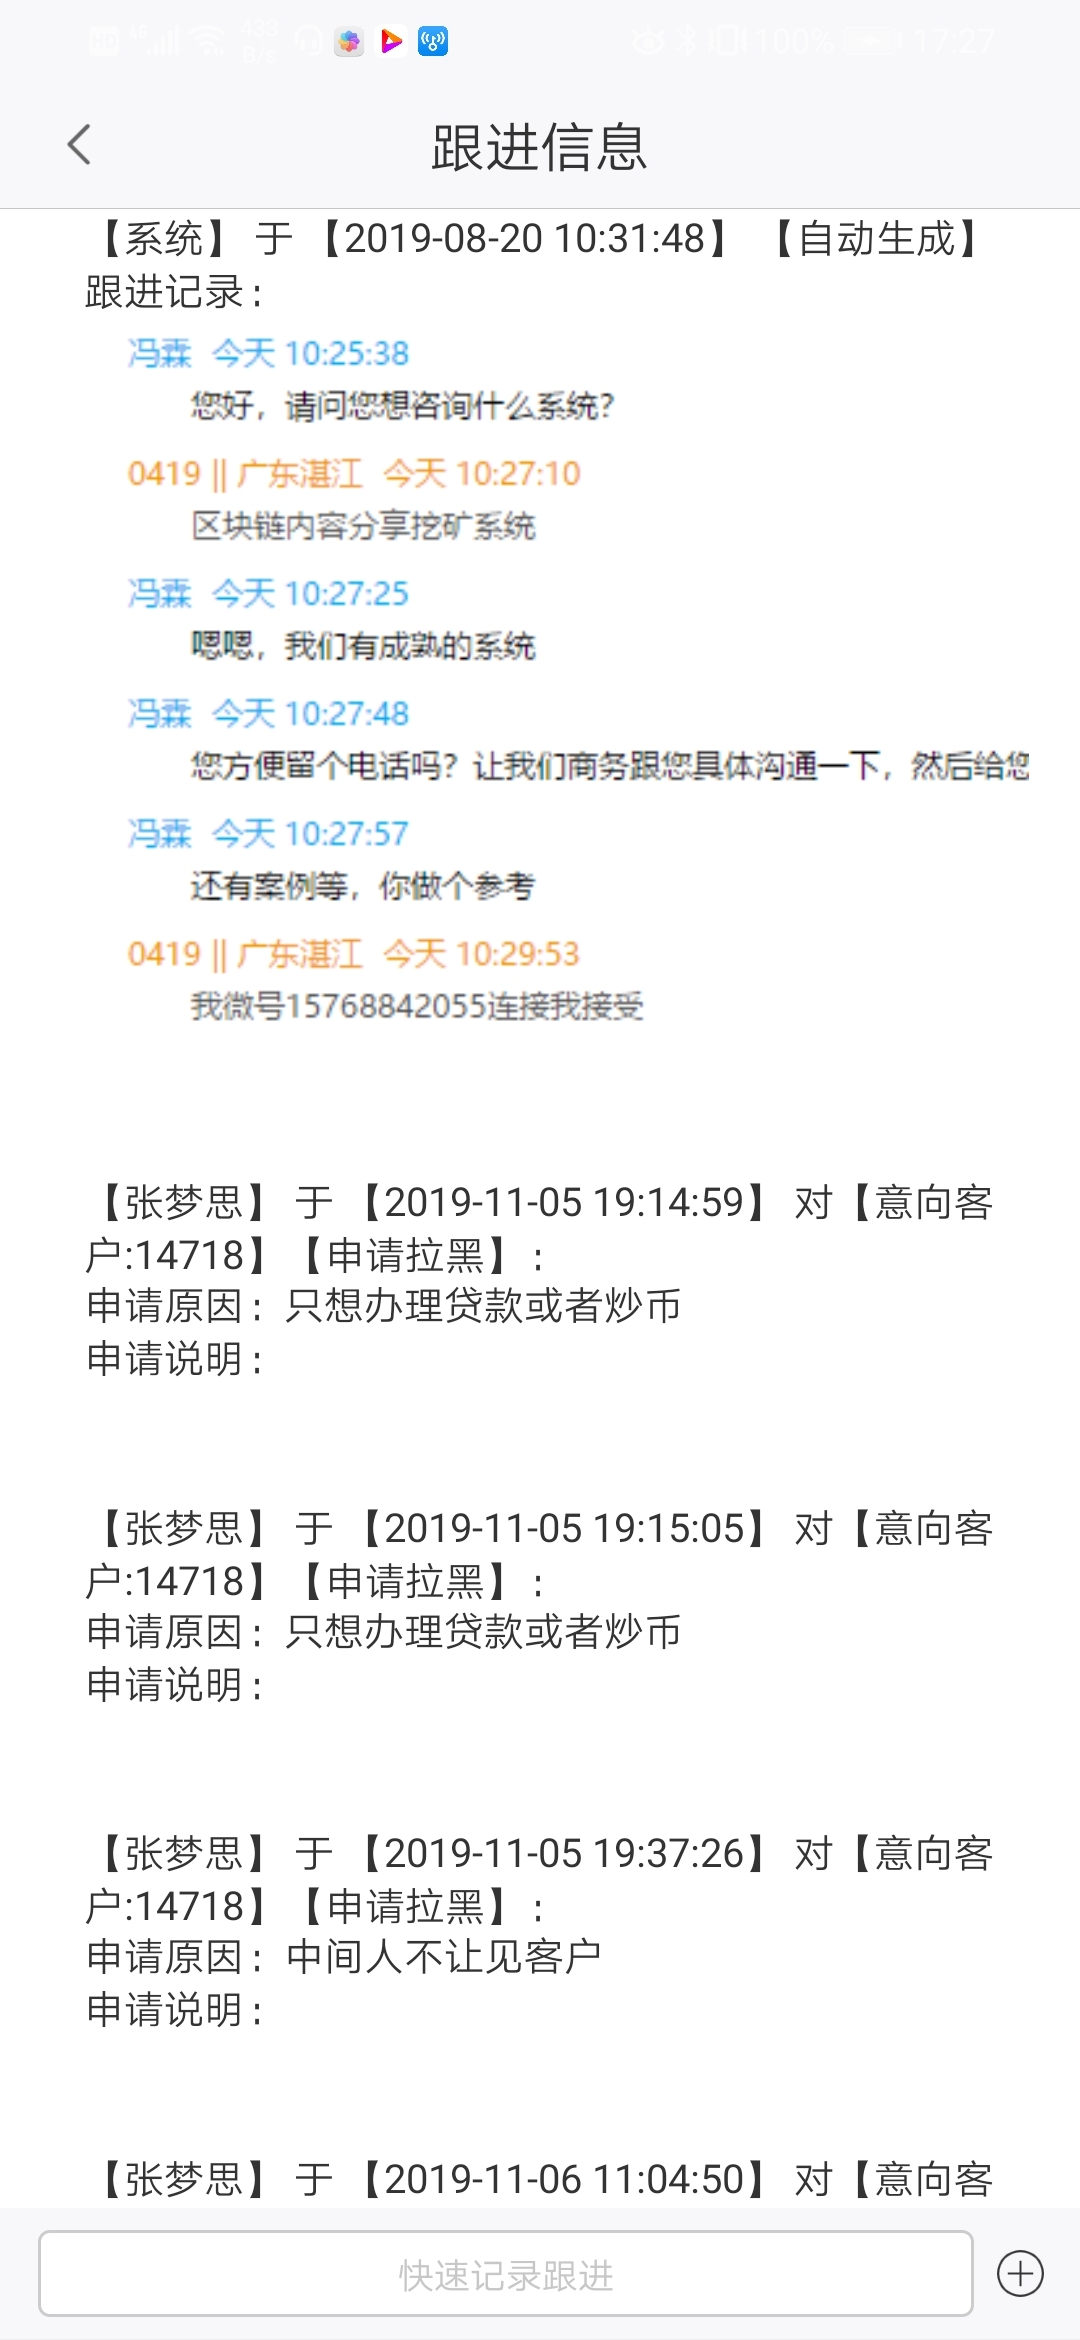 HD 4G 433 B/s 100% 17:27
跟进信息
【系统】 于 【2019-08-20 10:31:48】 【自动生成】
跟进记录：
冯霖 今天 10:25:38
您好，请问您想咨询什么系统？
0419 || 广东湛江 今天 10:27:10
区块链内容分享挖矿系统
冯霖 今天 10:27:25
嗯嗯，我们有成熟的系统
冯霖 今天 10:27:48
您方便留个电话吗？让我们商务跟您具体沟通一下，然后给您
冯霖 今天 10:27:57
还有案例等，你做个参考
0419 || 广东湛江 今天 10:29:53
我微号15768842055连接我接受
【张梦思】 于 【2019-11-05 19:14:59】 对【意向客
户:14718】【申请拉黑】：
申请原因：只想办理贷款或者炒币
申请说明：
【张梦思】 于 【2019-11-05 19:15:05】 对【意向客
户:14718】【申请拉黑】：
申请原因：只想办理贷款或者炒币
申请说明：
【张梦思】 于 【2019-11-05 19:37:26】 对【意向客
户:14718】【申请拉黑】：
申请原因：中间人不让见客户
申请说明：
【张梦思】 于 【2019-11-06 11:04:50】 对【意向客
快速记录跟进